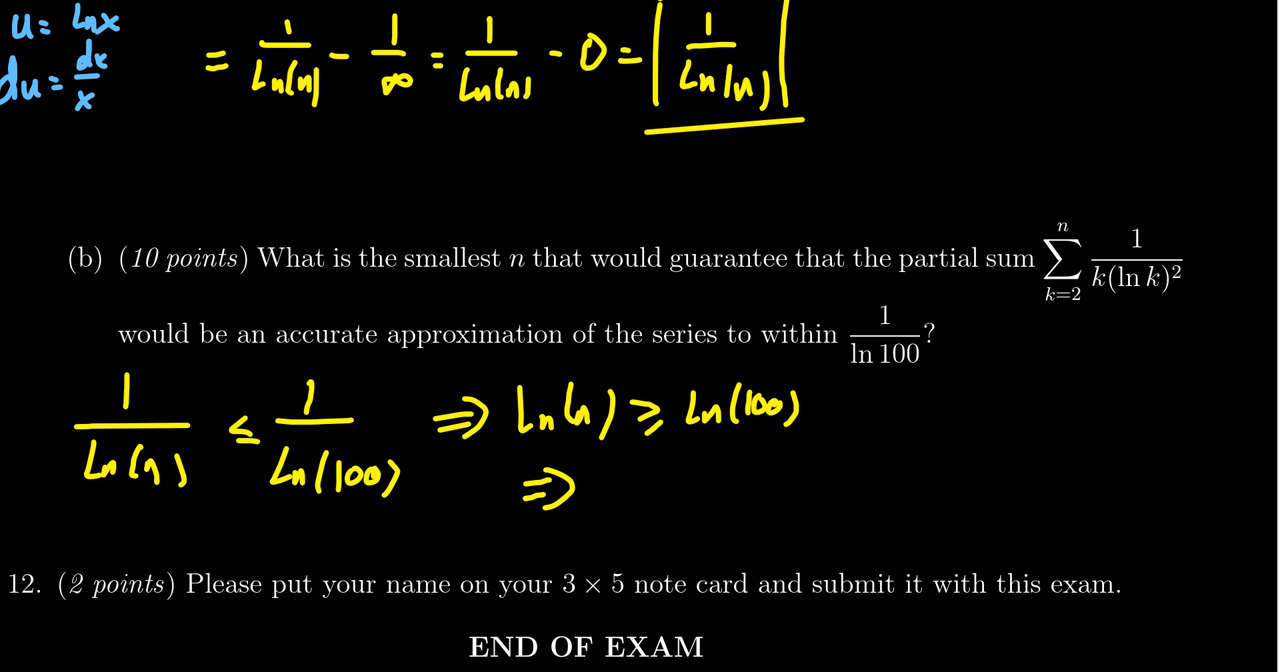 u = Lnx
du = dx/x
= 1/Ln(n) - 1/∞ = 1/Ln(n) - 0 = | 1/Ln(n) |
(b) (10 points) What is the smallest n that would guarantee that the partial sum ∑_{k=2}^{n} 1/(k(ln k)²)
would be an accurate approximation of the series to within 1/(ln 100)?
1/Ln(n) ≤ 1/Ln(100) ⇒ Ln(n) ≥ Ln(100)
⇒
12. (2 points) Please put your name on your 3 × 5 note card and submit it with this exam.
END OF EXAM